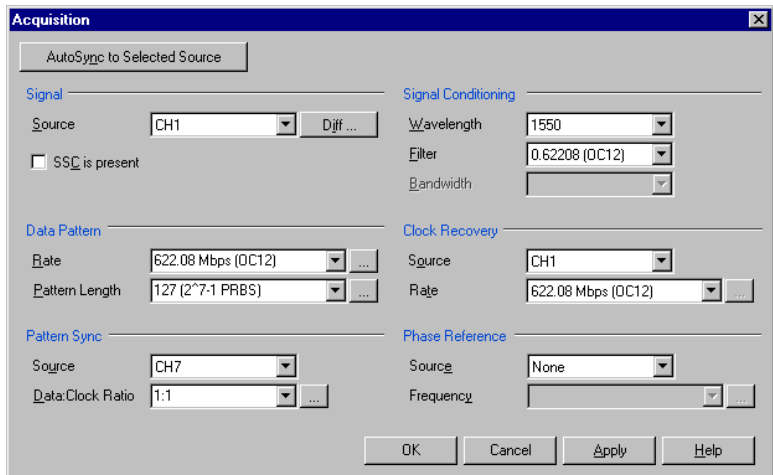 Acquisition
AutoSync to Selected Source
Signal
Source CH1 Diff ...
SSC is present
Signal Conditioning
Wavelength 1550
Filter 0.62208 (OC12)
Bandwidth
Data Pattern
Rate 622.08 Mbps (OC12) ...
Pattern Length 127 (2^7-1 PRBS) ...
Clock Recovery
Source CH1
Rate 622.08 Mbps (OC12) ...
Pattern Sync
Source CH7
Data:Clock Ratio 1:1 ...
Phase Reference
Source None
Frequency ...
OK Cancel Apply Help